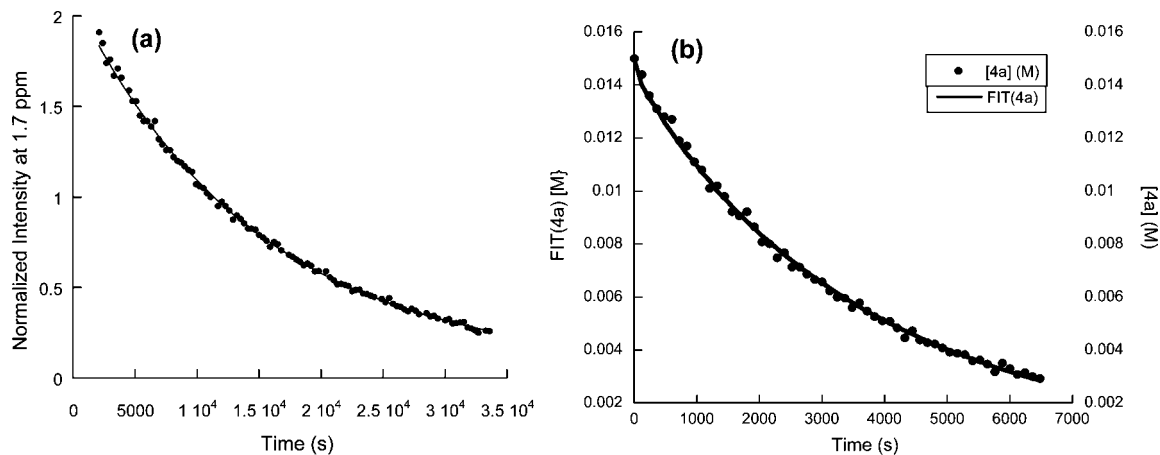 (a)
Normalized Intensity at 1.7 ppm
2
1.5
1
0.5
0
0 5000 1 10⁴ 1.5 10⁴ 2 10⁴ 2.5 10⁴ 3 10⁴ 3.5 10⁴
Time (s)
(b)
[4a] (M)
FIT(4a)
FIT(4a) [M}
0.016
0.014
0.012
0.01
0.008
0.006
0.004
0.002
0 1000 2000 3000 4000 5000 6000 7000
Time (s)
0.016
0.014
0.012
0.01
0.008
0.006
0.004
0.002
[4a] (M)